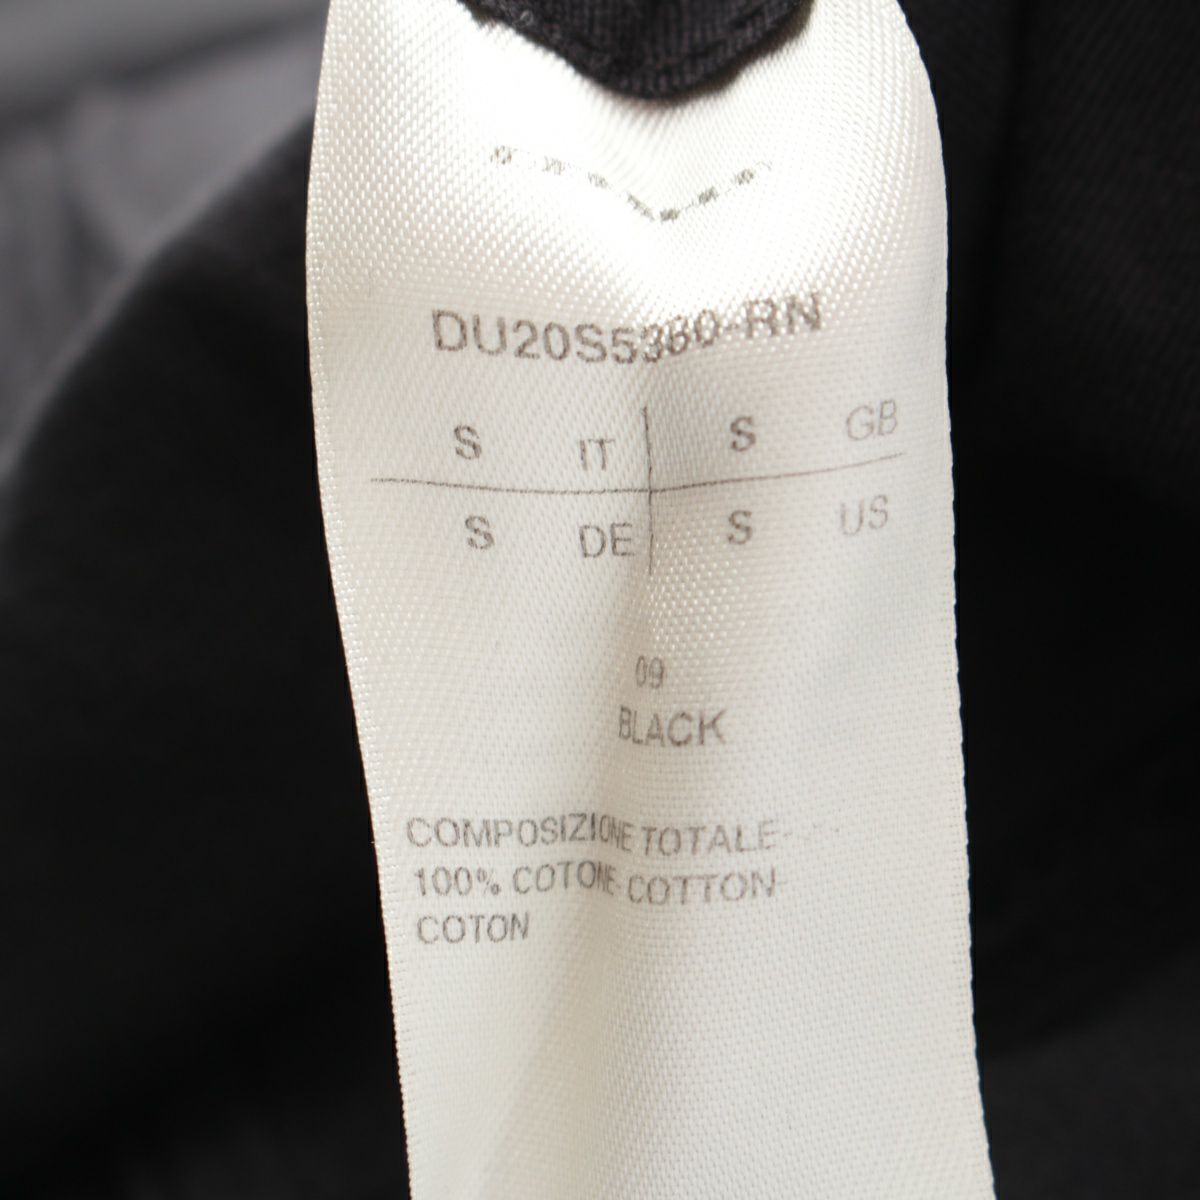 DU20S5360-RN
S IT S GB
S DE S US
09
BLACK
COMPOSIZIONE TOTALE-
100% COTONE-COTTON-
COTON